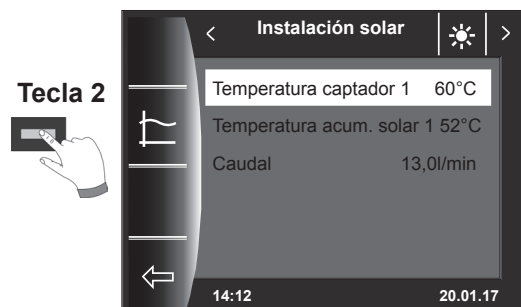 Instalación solar
Tecla 2
Temperatura captador 1 60°C
Temperatura acum. solar 1 52°C
Caudal 13,0l/min
14:12 20.01.17